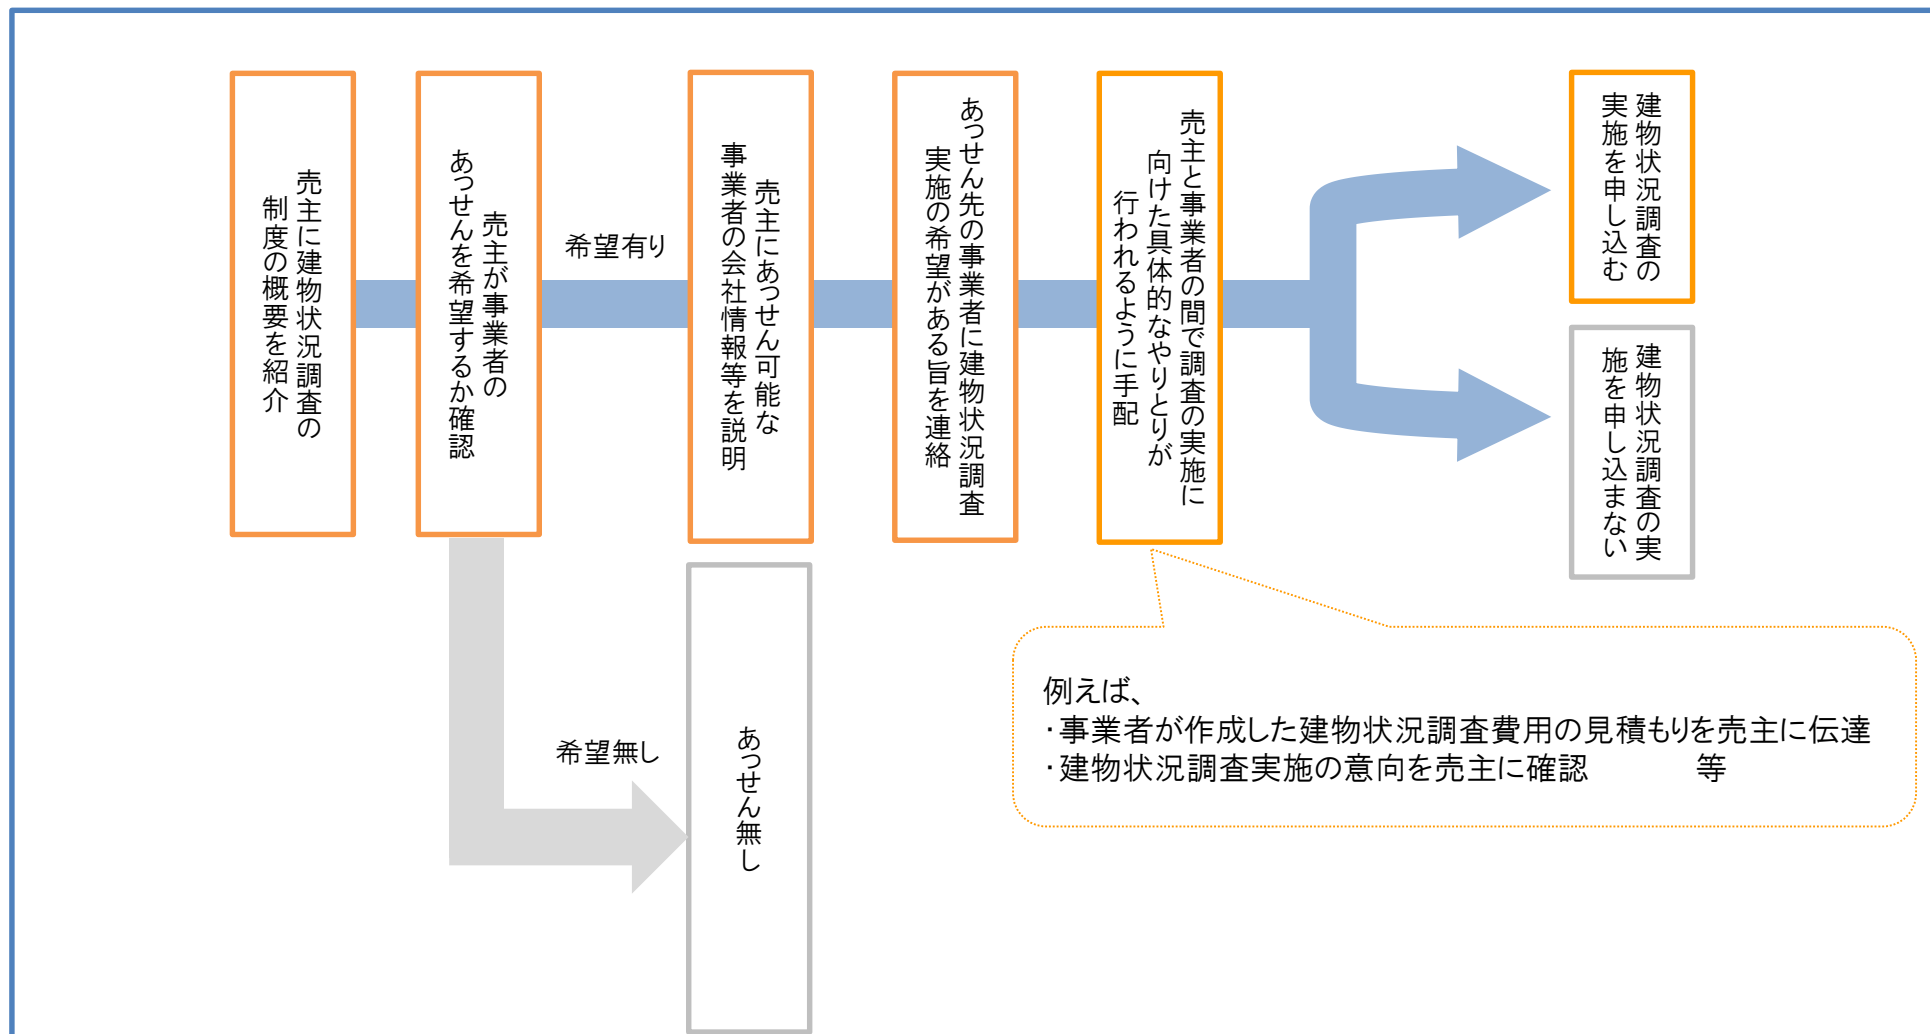 売主に建物状況調査の
制度の概要を紹介
売主が事業者の
あっせんを希望するか確認
希望有り
売主にあっせん可能な
事業者の会社情報等を説明
あっせん先の事業者に建物状況調査
実施の希望がある旨を連絡
売主と事業者の間で調査の実施に
向けた具体的なやりとりが
行われるように手配
建物状況調査の
実施を申し込む
建物状況調査の実
施を申し込まない
希望無し
あっせん無し
例えば、
・事業者が作成した建物状況調査費用の見積もりを売主に伝達
・建物状況調査実施の意向を売主に確認　　　　等